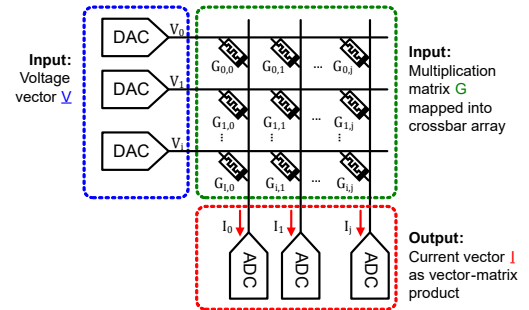 Input:
Voltage
vector V
DAC
V0
DAC
V1
DAC
Vi
G0,0
G0,1
...
G0,j
G1,0
G1,1
...
G1,j
⋮
⋮
⋮
GI,0
Gi,1
...
Gi,j
Input:
Multiplication
matrix G
mapped into
crossbar array
I0
I1
Ij
ADC
ADC
ADC
Output:
Current vector I
as vector-matrix
product